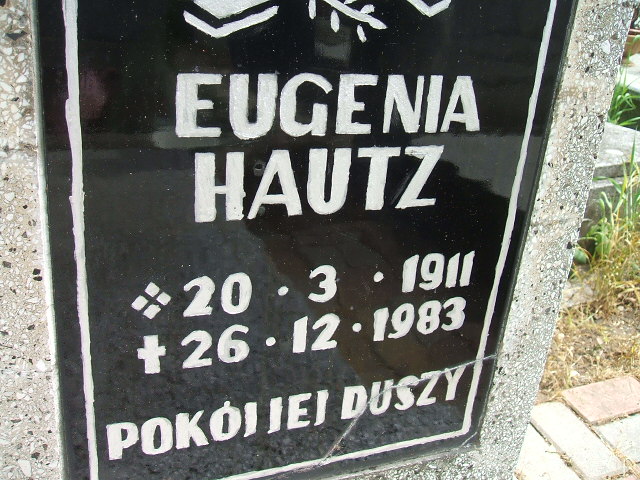 EUGENIA
HAUTZ
20 · 3 · 1911
26 · 12 · 1983
POKÓJ JEJ DUSZY